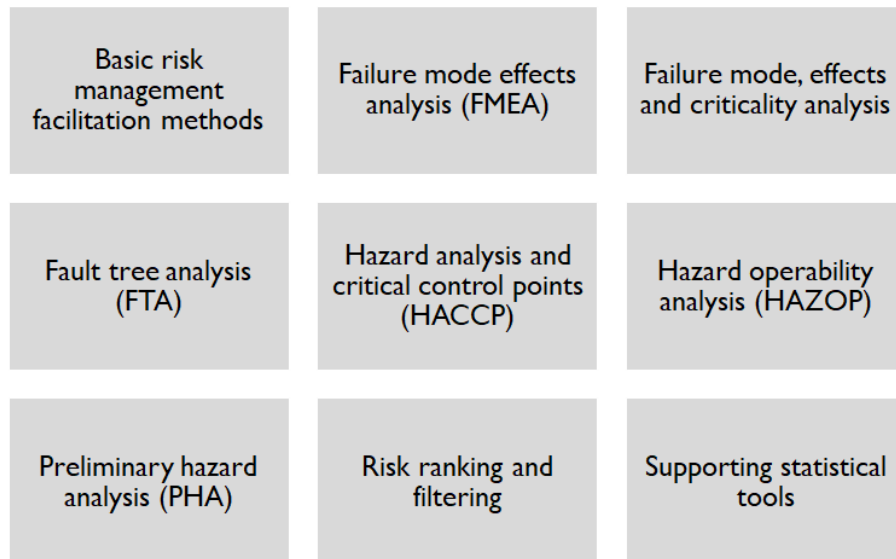 Basic risk
management
facilitation methods
Failure mode effects
analysis (FMEA)
Failure mode, effects
and criticality analysis
Fault tree analysis
(FTA)
Hazard analysis and
critical control points
(HACCP)
Hazard operability
analysis (HAZOP)
Preliminary hazard
analysis (PHA)
Risk ranking and
filtering
Supporting statistical
tools